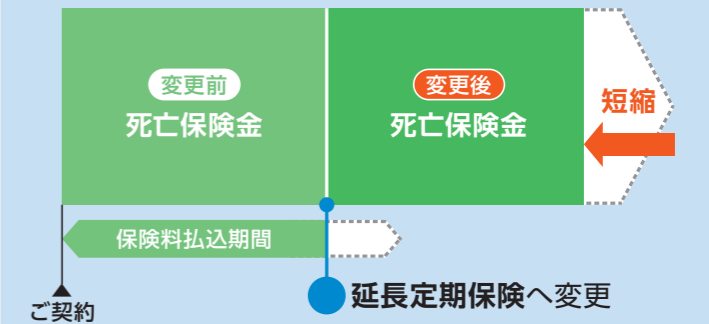 変更前
死亡保険金
変更後
死亡保険金
短縮
保険料払込期間
延長定期保険へ変更
ご契約